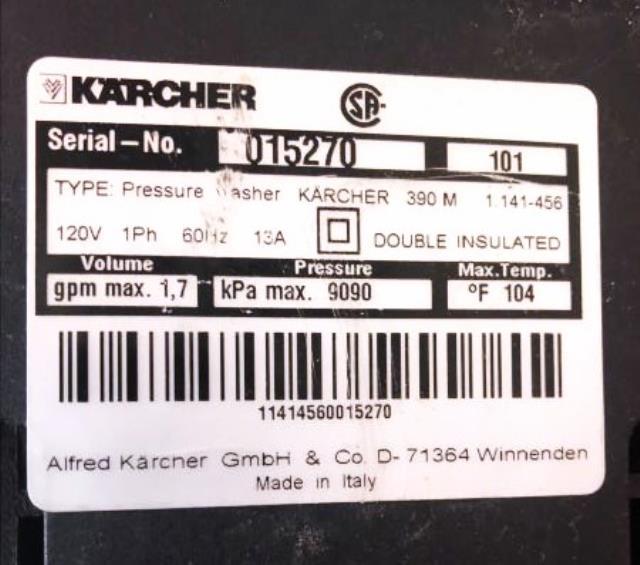 KÄRCHER
Serial-No. 015270 101
TYPE: Pressure Washer KÄRCHER 390 M 1.141-456
120V 1Ph 60Hz 13A DOUBLE INSULATED
Volume Pressure Max.Temp.
gpm max. 1,7 kPa max. 9090 °F 104
11414560015270
Alfred Kärcher GmbH & Co. D- 71364 Winnenden
Made in Italy